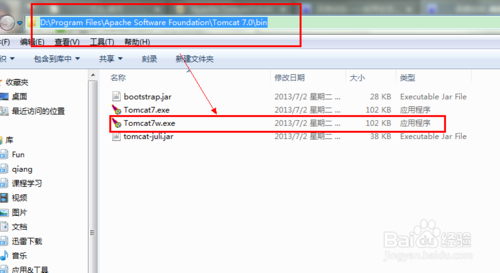 D:\Program Files\Apache Software Foundation\Tomcat 7.0\bin
编辑(E) 查看(V) 工具(T) 帮助(H)
包含到库中 共享 刻录 新建文件夹
名称 修改日期 大小 类型
收藏夹
桌面
最近访问的位置
库
Fun
qiang
课程学习
视频
图片
文档
迅雷下载
音乐
应用&工具
bootstrap.jar 2013/7/2 星期二 ... 28 KB Executable Jar File
Tomcat7.exe 2013/7/2 星期二 ... 102 KB 应用程序
Tomcat7w.exe 2013/7/2 星期二 ... 102 KB 应用程序
tomcat-juli.jar 2013/7/2 星期二 ... 38 KB Executable Jar File
Baidu 经验
jingyan.baidu.com